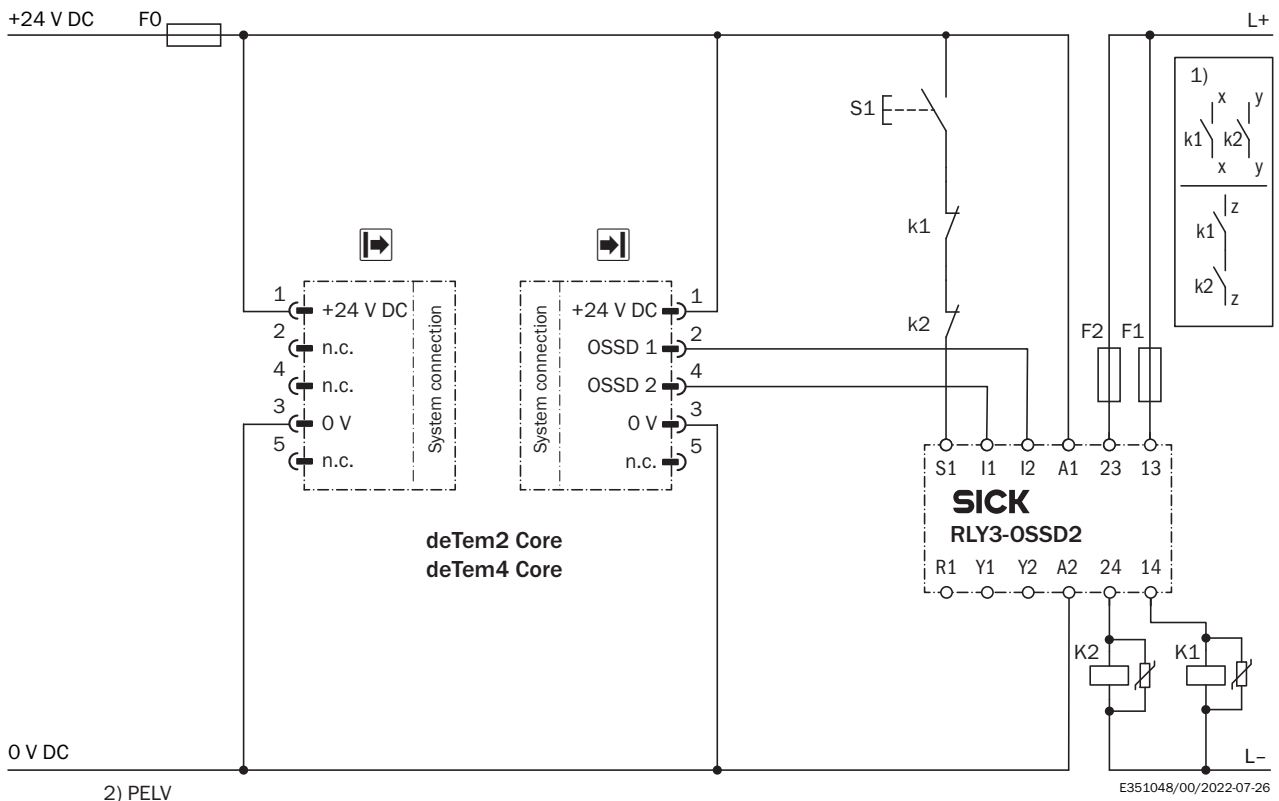 +24 V DC
F0
L+
1)
x
y
k1
k2
x
y
z
k1
k2
z
S1
k1
k2
1
+24 V DC
2
n.c.
4
n.c.
3
0 V
5
n.c.
System connection
System connection
+24 V DC
1
OSSD 1
2
OSSD 2
4
0 V
3
n.c.
5
F2
F1
S1 I1 I2 A1 23 13
SICK
RLY3-OSSD2
R1 Y1 Y2 A2 24 14
deTem2 Core
deTem4 Core
K2
K1
0 V DC
L–
2) PELV
E351048/00/2022-07-26